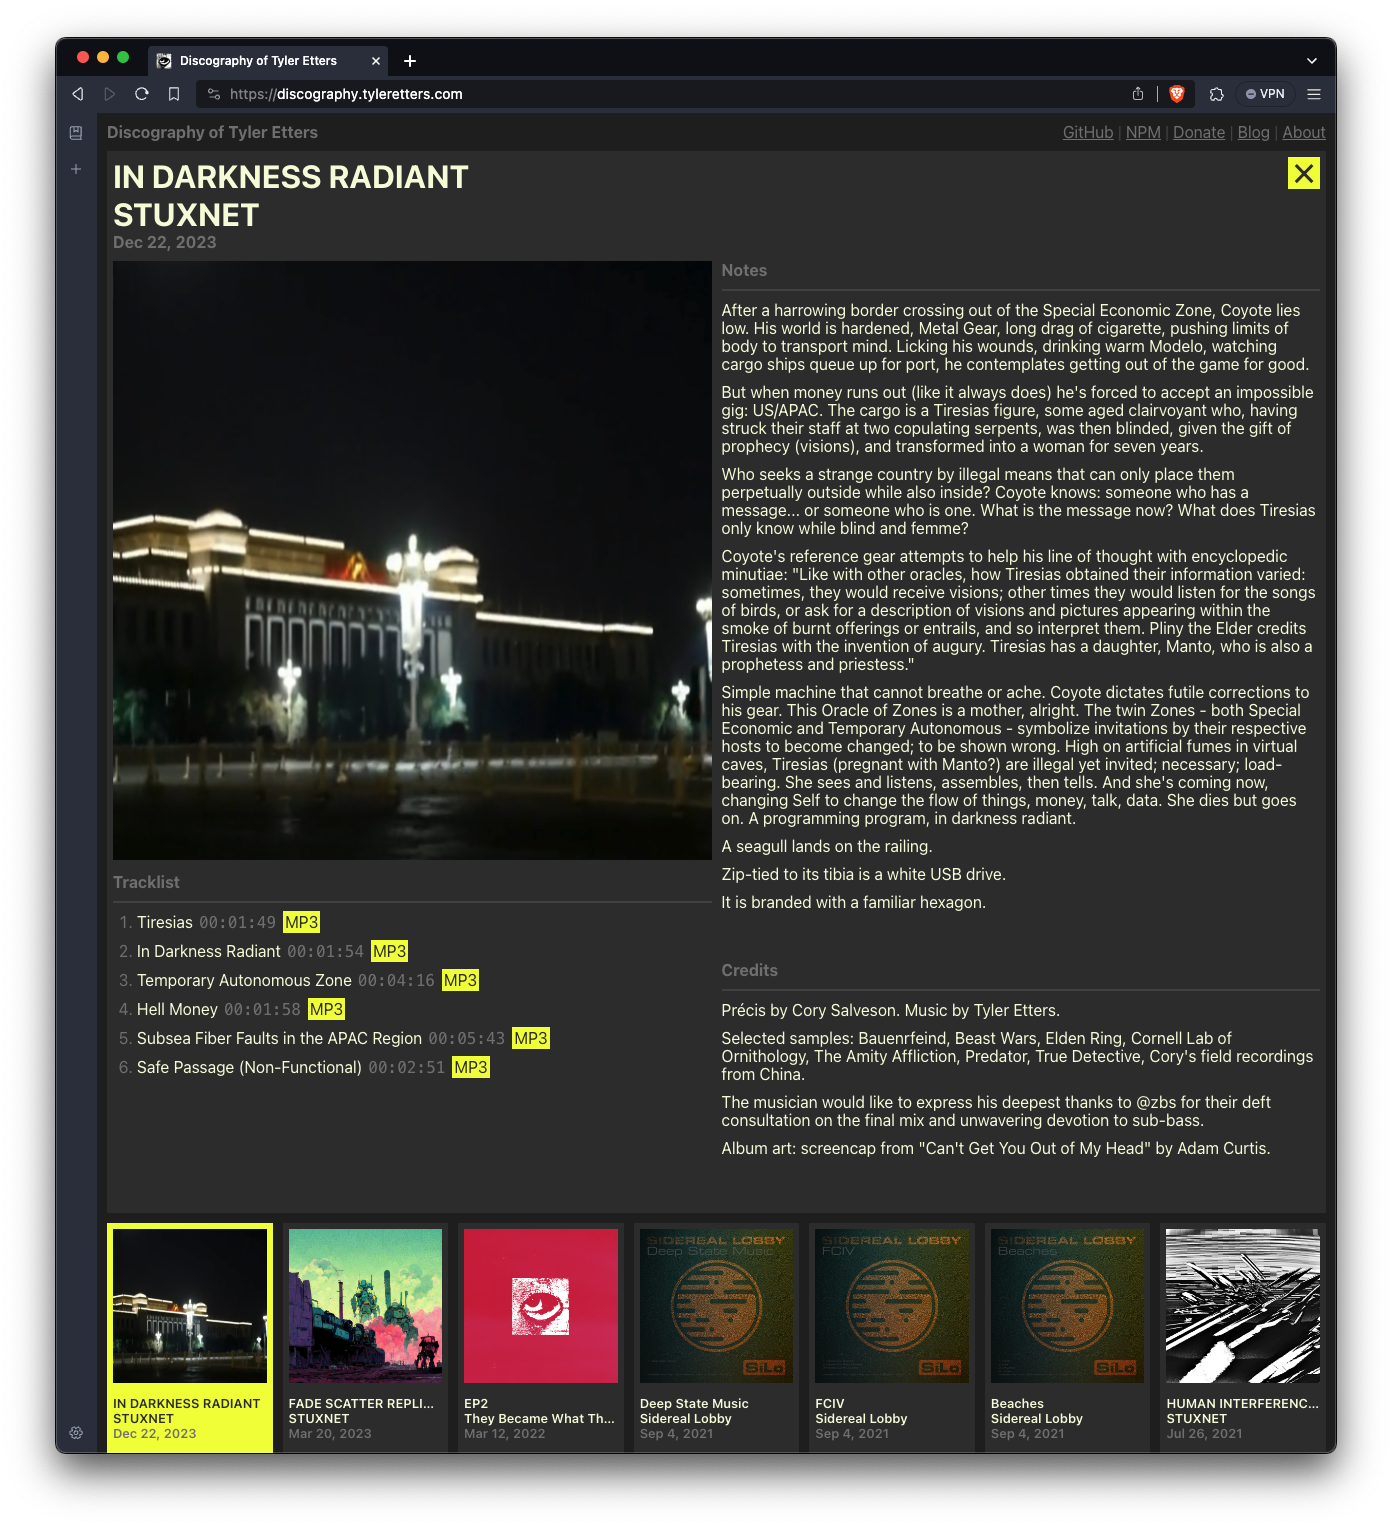 Discography of Tyler Etters
VPN
https://discography.tyleretters.com
Discography of Tyler Etters
GitHub | NPM | Donate | Blog | About
IN DARKNESS RADIANT
STUXNET
Dec 22, 2023
Notes
After a harrowing border crossing out of the Special Economic Zone, Coyote lies
low. His world is hardened, Metal Gear, long drag of cigarette, pushing limits of
body to transport mind. Licking his wounds, drinking warm Modelo, watching
cargo ships queue up for port, he contemplates getting out of the game for good.
But when money runs out (like it always does) he's forced to accept an impossible
gig: US/APAC. The cargo is a Tiresias figure, some aged clairvoyant who, having
struck their staff at two copulating serpents, was then blinded, given the gift of
prophecy (visions), and transformed into a woman for seven years.
Who seeks a strange country by illegal means that can only place them
perpetually outside while also inside? Coyote knows: someone who has a
message... or someone who is one. What is the message now? What does Tiresias
only know while blind and femme?
Coyote's reference gear attempts to help his line of thought with encyclopedic
minutiae: "Like with other oracles, how Tiresias obtained their information varied:
sometimes, they would receive visions; other times they would listen for the songs
of birds, or ask for a description of visions and pictures appearing within the
smoke of burnt offerings or entrails, and so interpret them. Pliny the Elder credits
Tiresias with the invention of augury. Tiresias has a daughter, Manto, who is also a
prophetess and priestess."
Simple machine that cannot breathe or ache. Coyote dictates futile corrections to
his gear. This Oracle of Zones is a mother, alright. The twin Zones - both Special
Economic and Temporary Autonomous - symbolize invitations by their respective
hosts to become changed; to be shown wrong. High on artificial fumes in virtual
caves, Tiresias (pregnant with Manto?) are illegal yet invited; necessary; load-
bearing. She sees and listens, assembles, then tells. And she's coming now,
changing Self to change the flow of things, money, talk, data. She dies but goes
on. A programming program, in darkness radiant.
A seagull lands on the railing.
Zip-tied to its tibia is a white USB drive.
It is branded with a familiar hexagon.
Tracklist
1. Tiresias 00:01:49 MP3
2. In Darkness Radiant 00:01:54 MP3
3. Temporary Autonomous Zone 00:04:16 MP3
4. Hell Money 00:01:58 MP3
5. Subsea Fiber Faults in the APAC Region 00:05:43 MP3
6. Safe Passage (Non-Functional) 00:02:51 MP3
Credits
Précis by Cory Salveson. Music by Tyler Etters.
Selected samples: Bauenrfeind, Beast Wars, Elden Ring, Cornell Lab of
Ornithology, The Amity Affliction, Predator, True Detective, Cory's field recordings
from China.
The musician would like to express his deepest thanks to @zbs for their deft
consultation on the final mix and unwavering devotion to sub-bass.
Album art: screencap from "Can't Get You Out of My Head" by Adam Curtis.
IN DARKNESS RADIANT
STUXNET
Dec 22, 2023
FADE SCATTER REPLI...
STUXNET
Mar 20, 2023
EP2
They Became What Th...
Mar 12, 2022
SIDEREAL LOBBY
Deep State Music
SiLo
Deep State Music
Sidereal Lobby
Sep 4, 2021
SIDEREAL LOBBY
FCIV
SiLo
FCIV
Sidereal Lobby
Sep 4, 2021
SIDEREAL LOBBY
Beaches
SiLo
Beaches
Sidereal Lobby
Sep 4, 2021
HUMAN INTERFERENC...
STUXNET
Jul 26, 2021